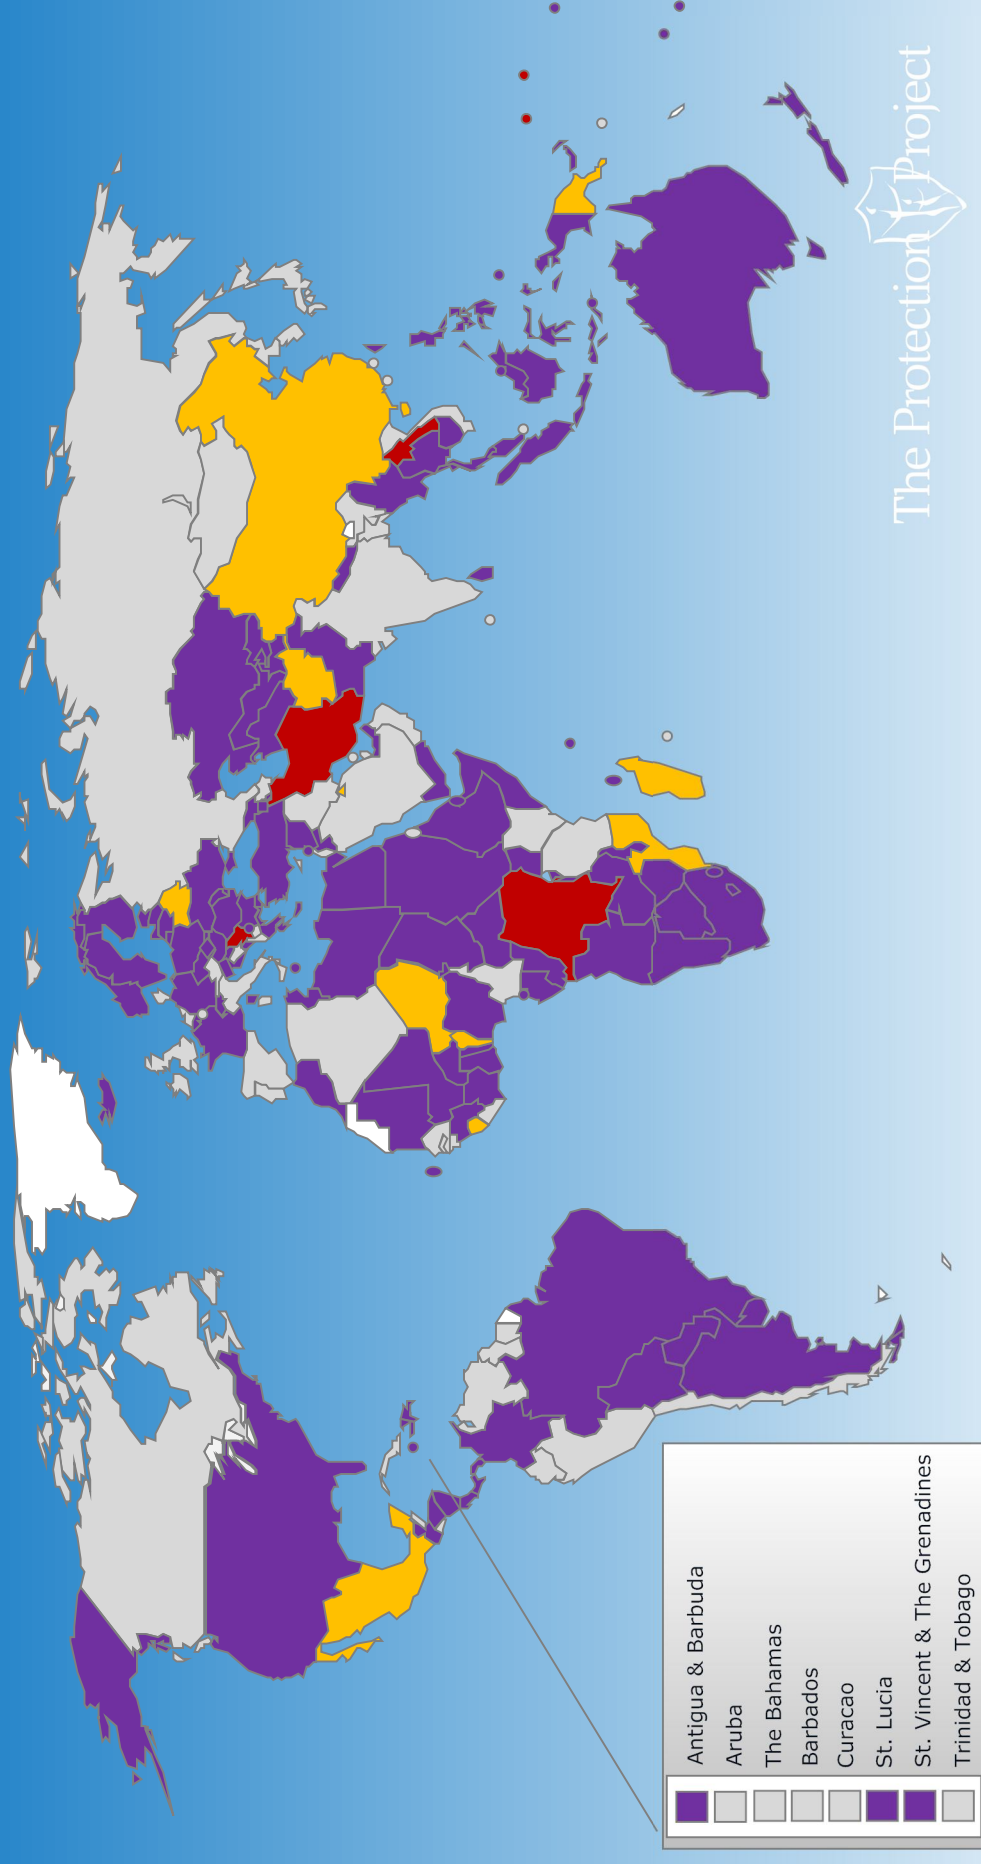 The Protection Project
Antigua & Barbuda
Aruba
The Bahamas
Barbados
Curacao
St. Lucia
St. Vincent & The Grenadines
Trinidad & Tobago